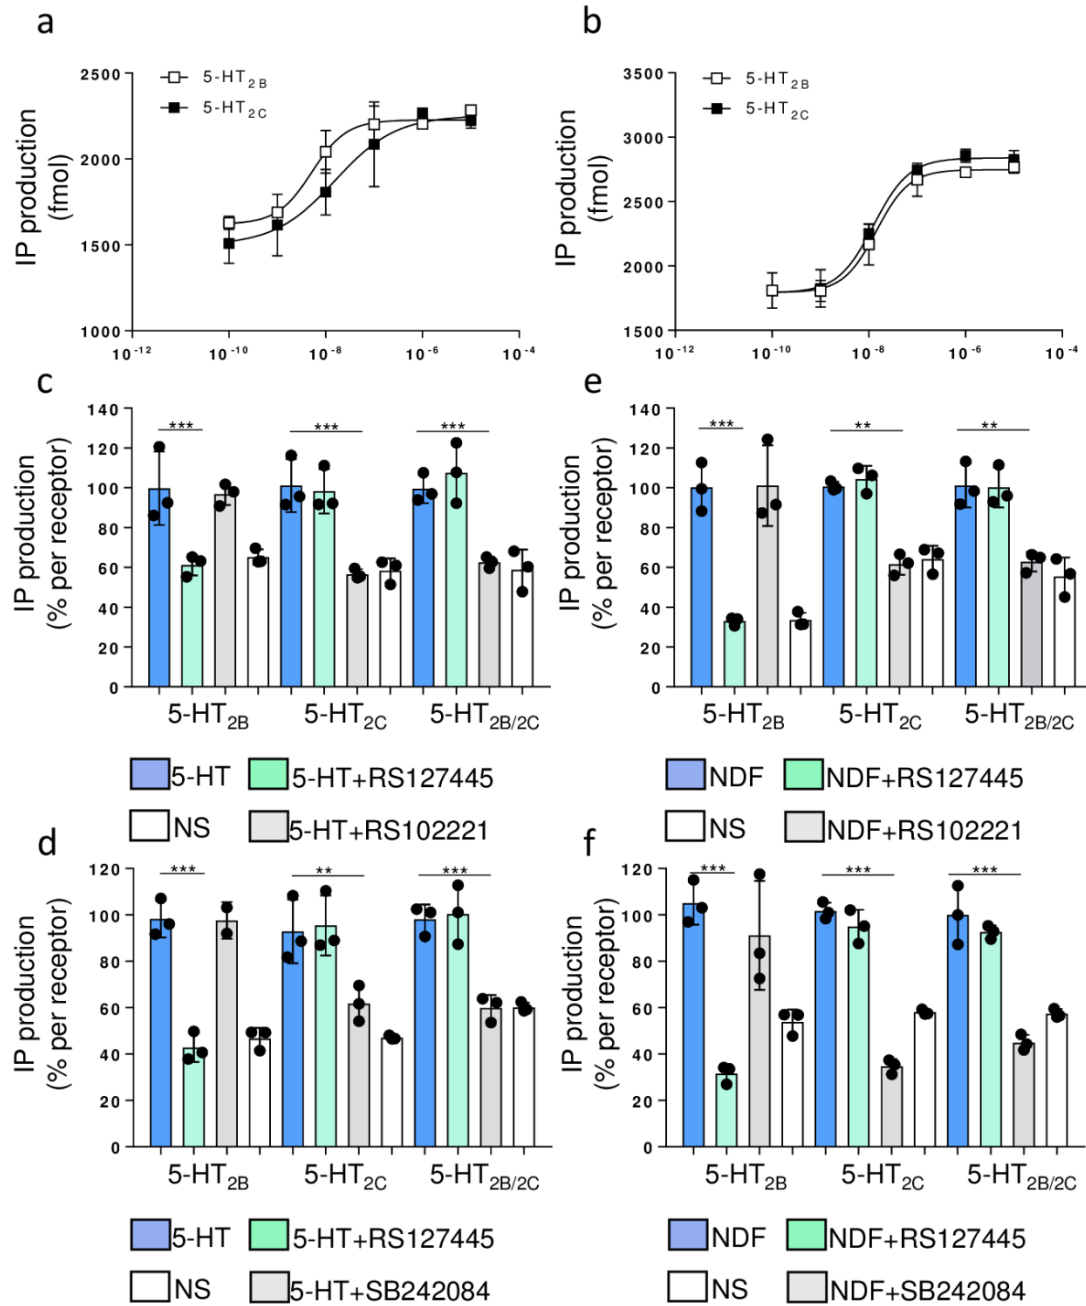 a
2500
2000
1500
1000
IP production
(fmol)
5-HT2B
5-HT2C
10-12
10-10
10-8
10-6
10-4
b
3500
3000
2500
2000
1500
IP production
(fmol)
5-HT2B
5-HT2C
10-12
10-10
10-8
10-6
10-4
c
140
120
100
80
60
40
20
0
IP production
(% per receptor)
***
***
***
5-HT2B
5-HT2C
5-HT2B/2C
5-HT
5-HT+RS127445
NS
5-HT+RS102221
e
140
120
100
80
60
40
20
0
IP production
(% per receptor)
***
**
**
5-HT2B
5-HT2C
5-HT2B/2C
NDF
NDF+RS127445
NS
NDF+RS102221
d
120
100
80
60
40
20
0
IP production
(% per receptor)
***
**
***
5-HT2B
5-HT2C
5-HT2B/2C
5-HT
5-HT+RS127445
NS
5-HT+SB242084
f
120
100
80
60
40
20
0
IP production
(% per receptor)
***
***
***
5-HT2B
5-HT2C
5-HT2B/2C
NDF
NDF+RS127445
NS
NDF+SB242084